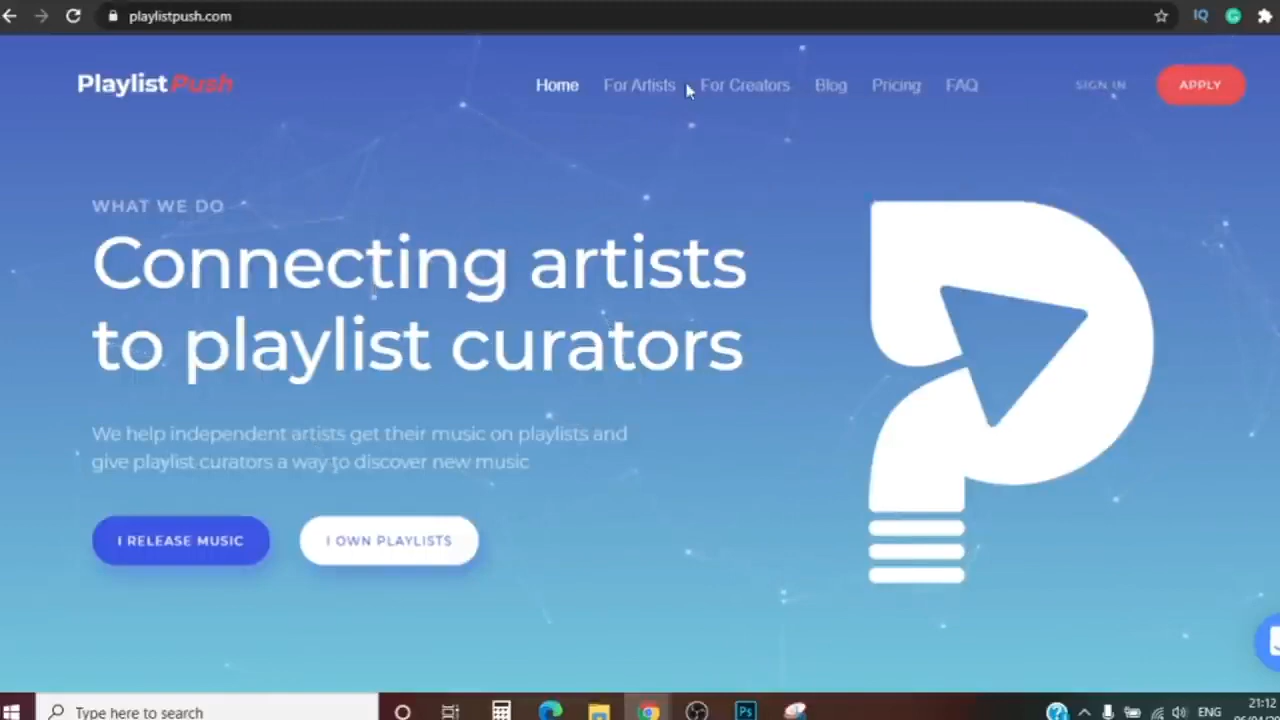 playlistpush.com
IQ
Playlist Push
Home
For Artists
For Creators
Blog
Pricing
FAQ
SIGN IN
APPLY
WHAT WE DO
Connecting artists
to playlist curators
We help independent artists get their music on playlists and
give playlist curators a way to discover new music
I RELEASE MUSIC
I OWN PLAYLISTS
Type here to search
Ps
ENG
21:12